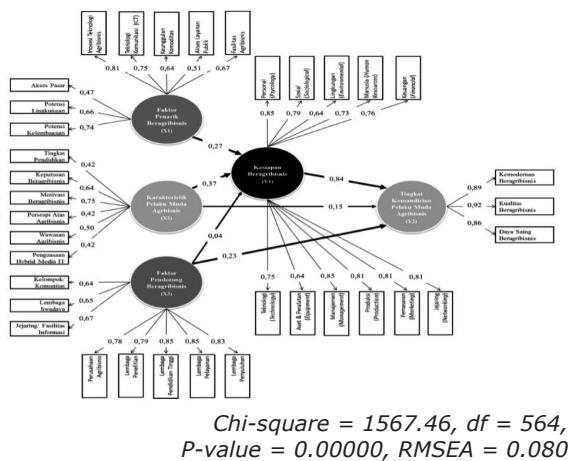 Inovasi Teknologi
Agribisnis
Teknologi
Komunikasi (ICT)
Keunggulan
Komoditas
Akses Layanan
Publik
Fasilitas
Agribisnis
0,81
0,75
0,64
0,51
0,67
Akses Pasar
Potensi
Lingkungan
Potensi
Kelembagaan
0,47
0,66
0,74
Faktor
Penarik
Beragribisnis
(X1)
Personal
(Psycology)
Sosial
(Sociological)
Lingkungan
(Environmental)
Manusia (Human
Resources)
Keuangan
(Financial)
0,85
0,79
0,64
0,73
0,76
0,27
Tingkat
Pendidikan
Keputusan
Beragribisnis
Motivasi
Beragribisnis
Persepsi Atas
Agribisnis
Wawasan
Agribisnis
Penguasaan
Hybrid Media IT
0,42
0,64
0,75
0,42
0,50
0,42
Karakteristik
Pelaku Muda
Agribisnis
(X2)
0,37
Kesiapan
Beragribisnis
(Y1)
0,84
0,15
Tingkat
Kemandirian
Pelaku Muda
Agribisnis
(Y2)
0,89
0,92
0,86
Kemodernan
Beragribisnis
Kualitas
Beragribisnis
Daya Saing
Beragribisnis
0,04
0,23
Kelompok/
Komunitas
Lembaga
Swadaya
Jejaring/ Fasilitas
Informasi
0,64
0,65
0,67
Faktor
Pendorong
Beragribisnis
(X3)
0,75
0,64
0,85
0,81
0,81
0,81
Teknologi
(Technology)
Aset & Peralatan
(Equipment)
Manajemen
(Management)
Produksi
(Production)
Pemasaran
(Marketing)
Jejaring
(Networking)
0,78
0,79
0,85
0,85
0,83
Perusahaan
Agribisnis
Lembaga
Penelitian
Lembaga
Pendidikan Tinggi
Lembaga
Pelayanan
Lembaga
Penyuluhan
Chi-square = 1567.46, df = 564,
P-value = 0.00000, RMSEA = 0.080